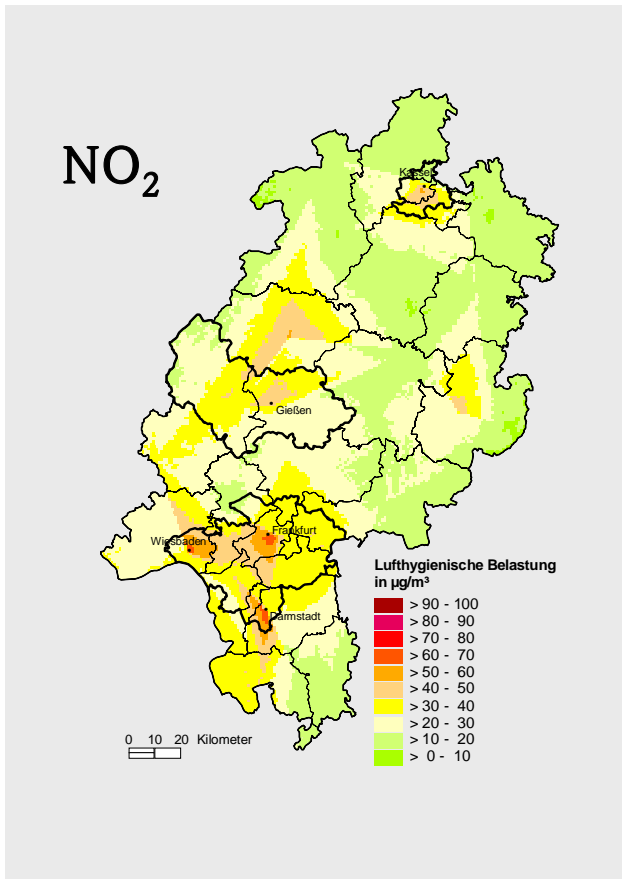 NO₂
Kassel
Gießen
Frankfurt
Wiesbaden
Darmstadt
Lufthygienische Belastung
in µg/m³
> 90 - 100
> 80 - 90
> 70 - 80
> 60 - 70
> 50 - 60
> 40 - 50
> 30 - 40
> 20 - 30
> 10 - 20
> 0 - 10
0 10 20 Kilometer